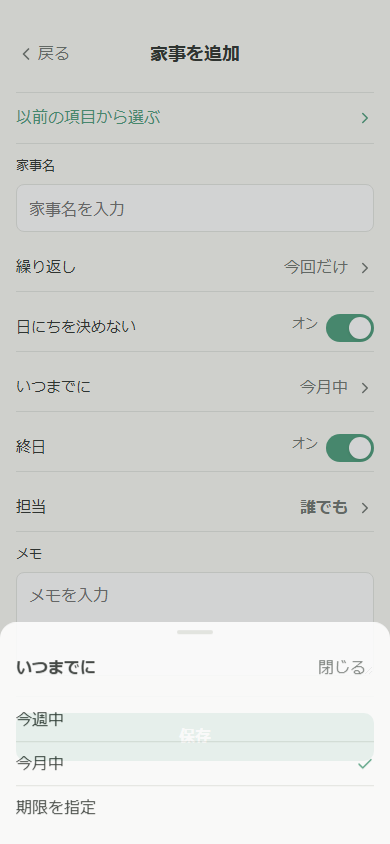 戻る
家事を追加
以前の項目から選ぶ
家事名
家事名を入力
繰り返し 今回だけ
日にちを決めない オン
いつまでに 今月中
終日 オン
担当 誰でも
メモ
メモを入力
いつまでに 閉じる
今週中
保存
今月中
期限を指定